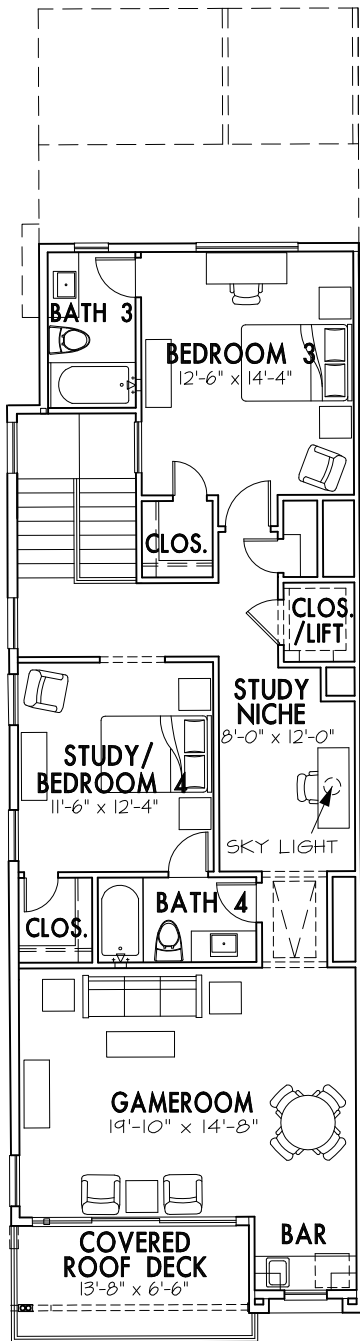 BATH 3
BEDROOM 3
12'-6" x 14'-4"
CLOS.
CLOS.
/LIFT
STUDY
NICHE
8'-0" x 12'-0"
STUDY/
BEDROOM 4
11'-6" x 12'-4"
SKY LIGHT
BATH 4
CLOS.
GAMEROOM
19'-10" x 14'-8"
BAR
COVERED
ROOF DECK
13'-8" x 6'-6"